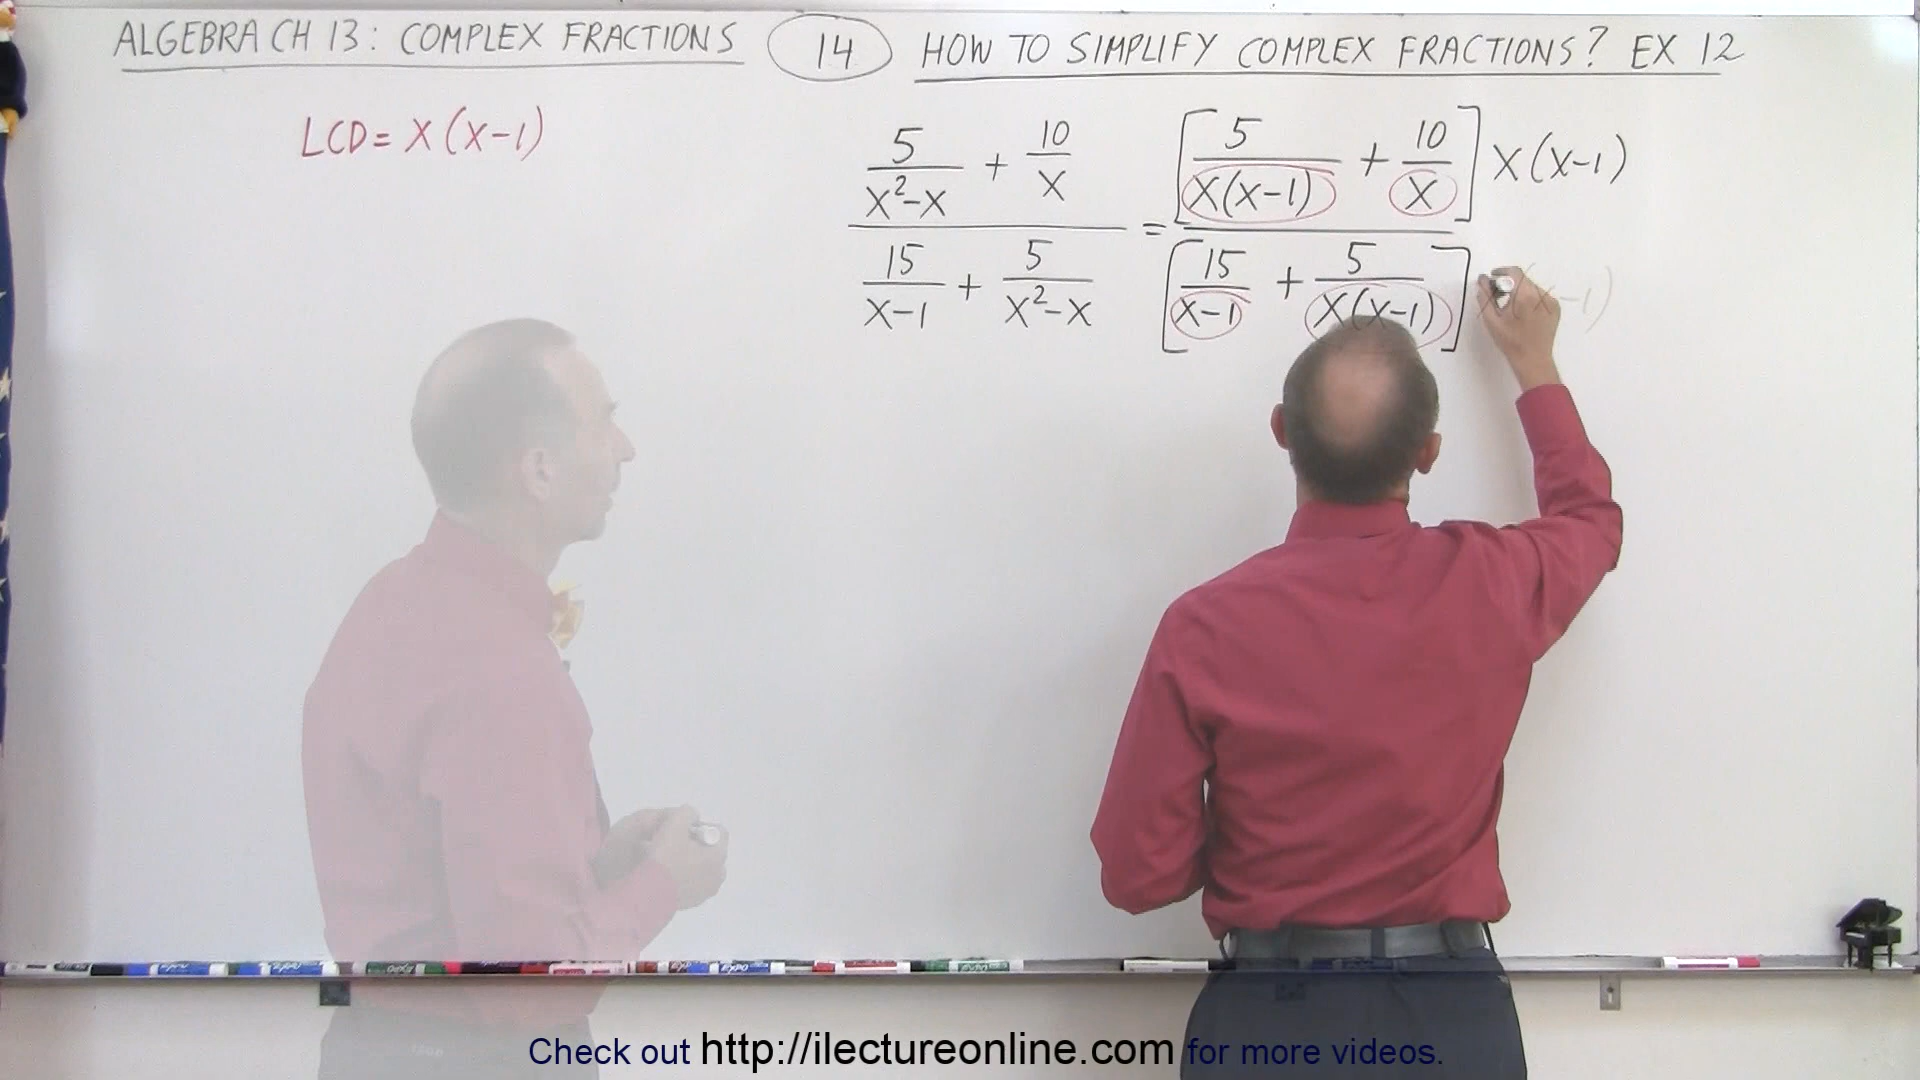 ALGEBRA CH 13: COMPLEX FRACTIONS 14 HOW TO SIMPLIFY COMPLEX FRACTIONS? EX 12
LCD = X(X-1)
5/(X²-X) + 10/X = [5/(X(X-1)) + 10/X] X(X-1)
15/(X-1) + 5/(X²-X) [15/(X-1) + 5/(X(X-1))] X(X-1)
Check out http://ilectureonline.com for more videos.